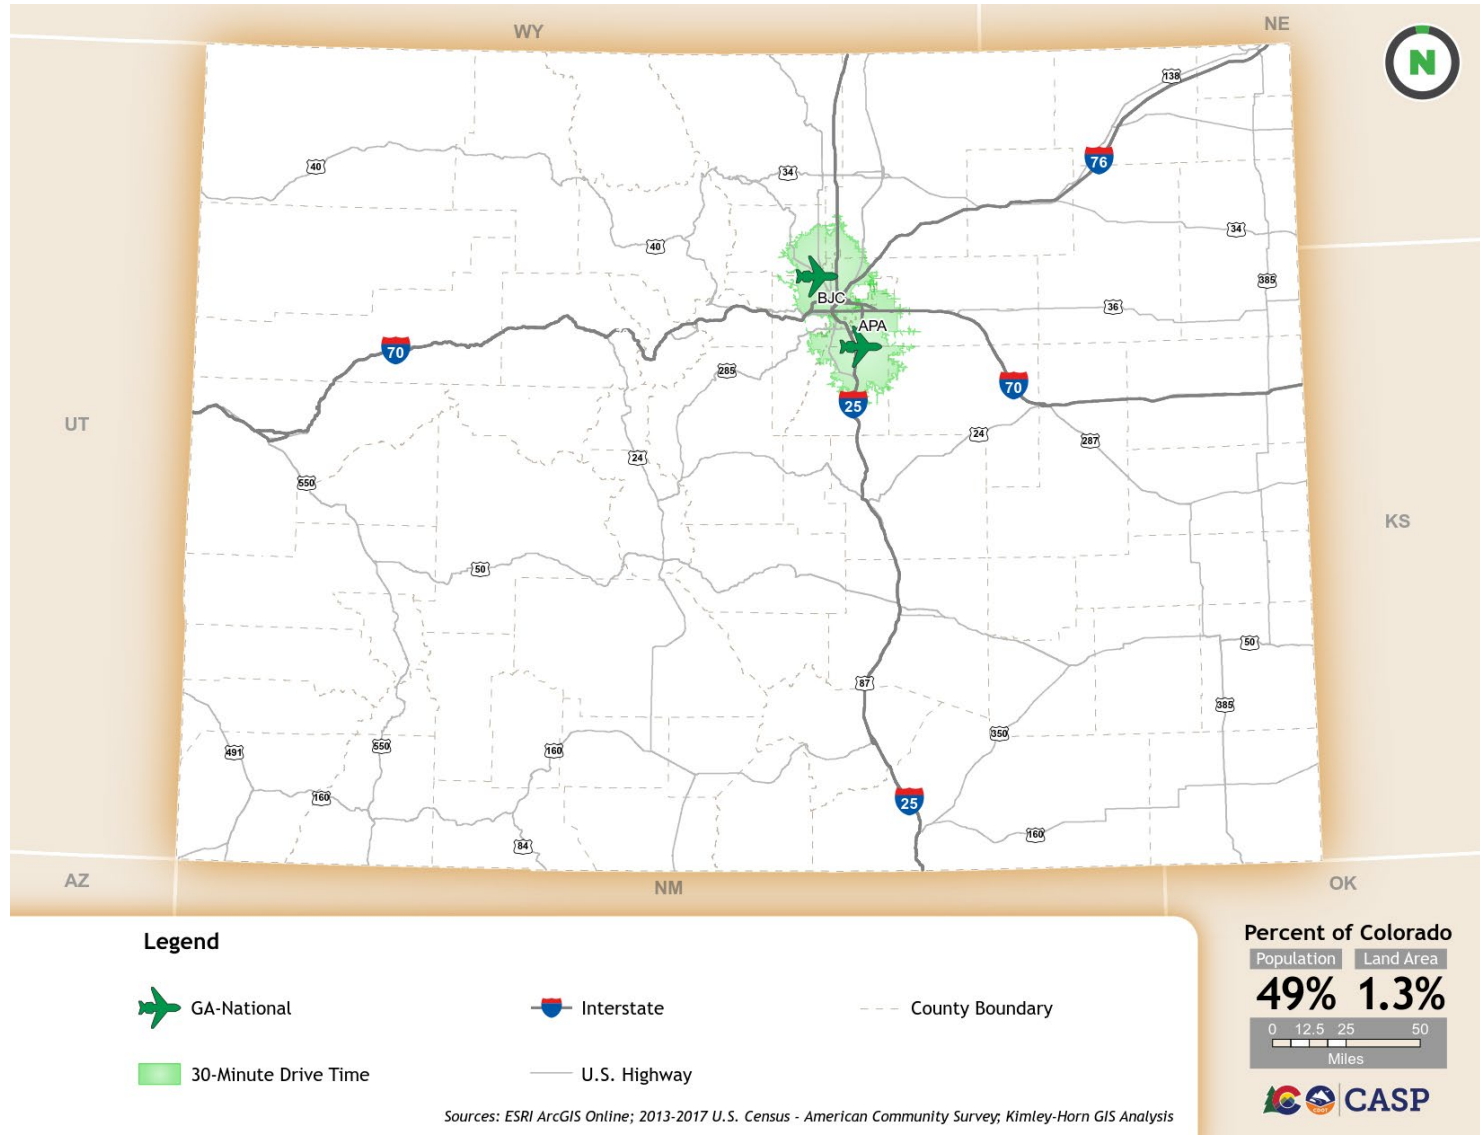 WY
NE
N
138
76
40
34
34
40
385
BJC
36
APA
70
285
70
25
UT
24
287
24
550
KS
50
50
87
385
350
491
550
160
25
160
160
84
AZ
NM
OK
Legend
GA-National
Interstate
County Boundary
30-Minute Drive Time
U.S. Highway
Sources: ESRI ArcGIS Online; 2013-2017 U.S. Census - American Community Survey; Kimley-Horn GIS Analysis
Percent of Colorado
Population Land Area
49% 1.3%
0 12.5 25 50
Miles
CDOT CASP